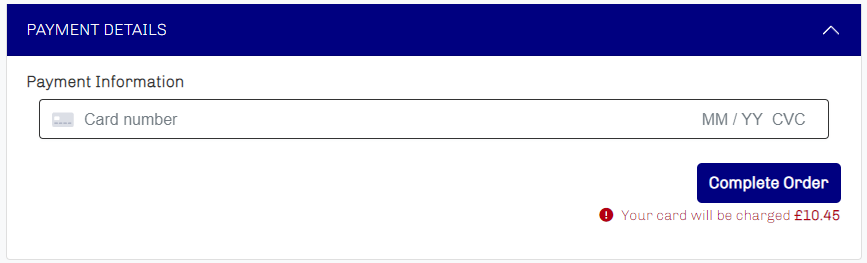 PAYMENT DETAILS
Payment Information
Card number MM / YY CVC
Complete Order
Your card will be charged £10.45